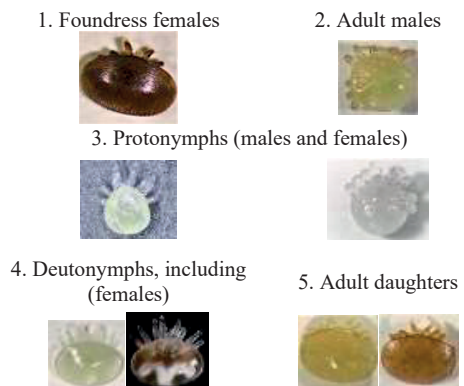 1. Foundress females
2. Adult males
3. Protonymphs (males and females)
4. Deutonymphs, including
(females)
5. Adult daughters